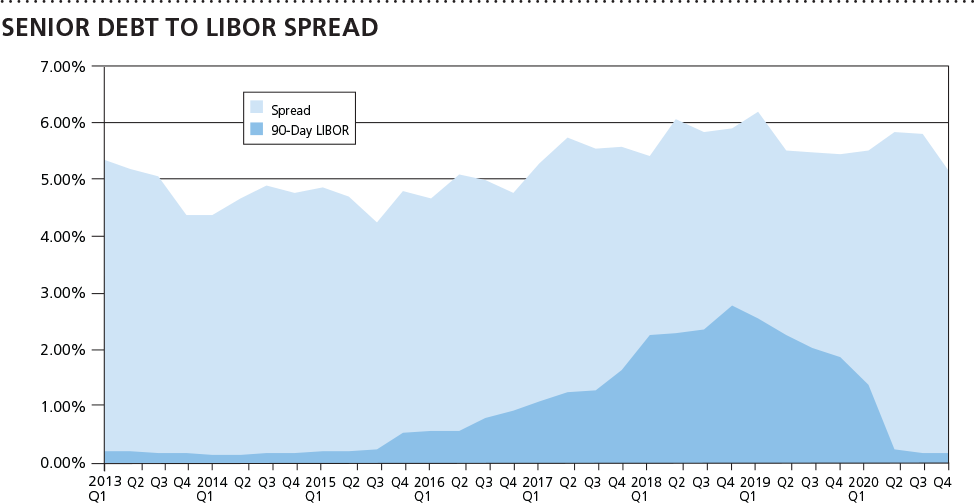 SENIOR DEBT TO LIBOR SPREAD
7.00%
6.00%
5.00%
4.00%
3.00%
2.00%
1.00%
0.00%
Spread
90-Day LIBOR
2013 Q2 Q3 Q4 2014 Q2 Q3 Q4 2015 Q2 Q3 Q4 2016 Q2 Q3 Q4 2017 Q2 Q3 Q4 2018 Q2 Q3 Q4 2019 Q2 Q3 Q4 2020 Q2 Q3 Q4
Q1 Q1 Q1 Q1 Q1 Q1 Q1 Q1